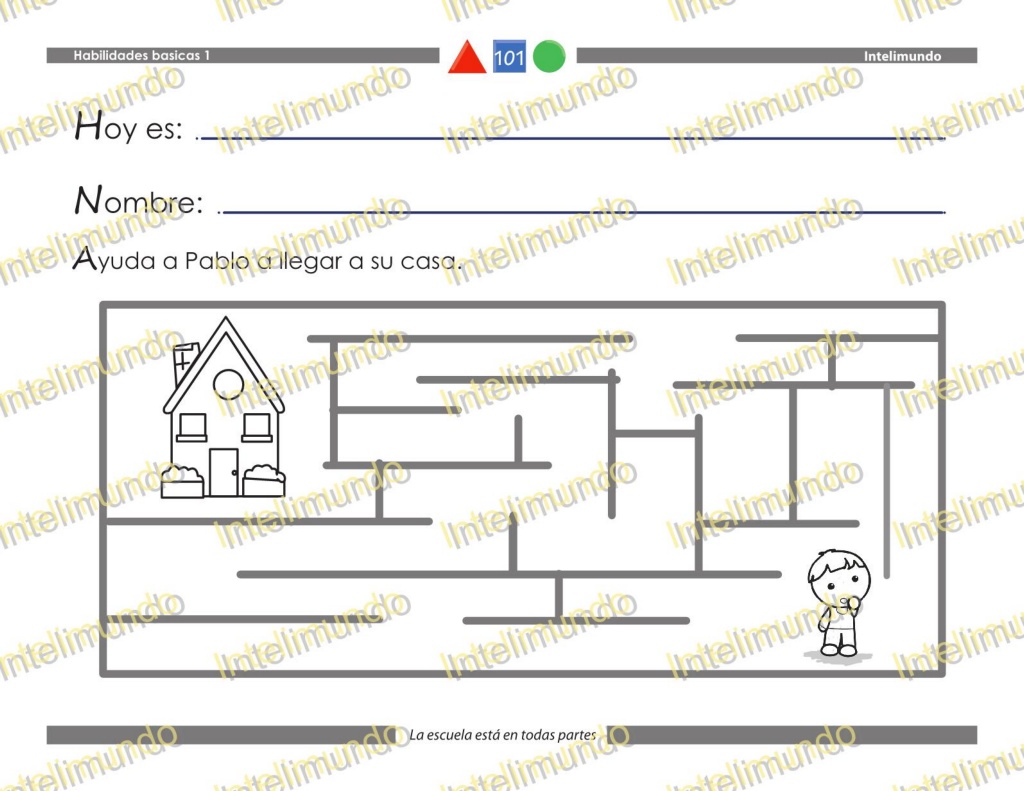 Habilidades basicas 1
101
Intelimundo
Hoy es:
Nombre:
Ayuda a Pablo a llegar a su casa.
La escuela está en todas partes
Intelimundo